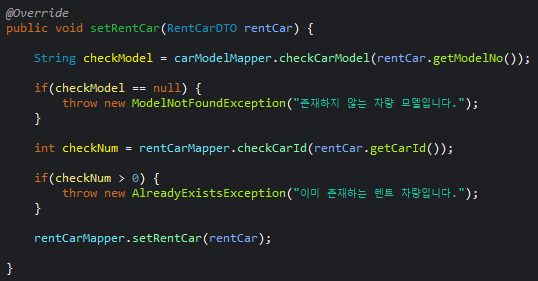 @Override
public void setRentCar(RentCarDTO rentCar) {
String checkModel = carModelMapper.checkCarModel(rentCar.getModelNo());
if(checkModel == null) {
throw new ModelNotFoundException("존재하지 않는 차량 모델입니다.");
}
int checkNum = rentCarMapper.checkCarId(rentCar.getCarId());
if(checkNum > 0) {
throw new AlreadyExistsException("이미 존재하는 렌트 차량입니다.");
}
rentCarMapper.setRentCar(rentCar);
}